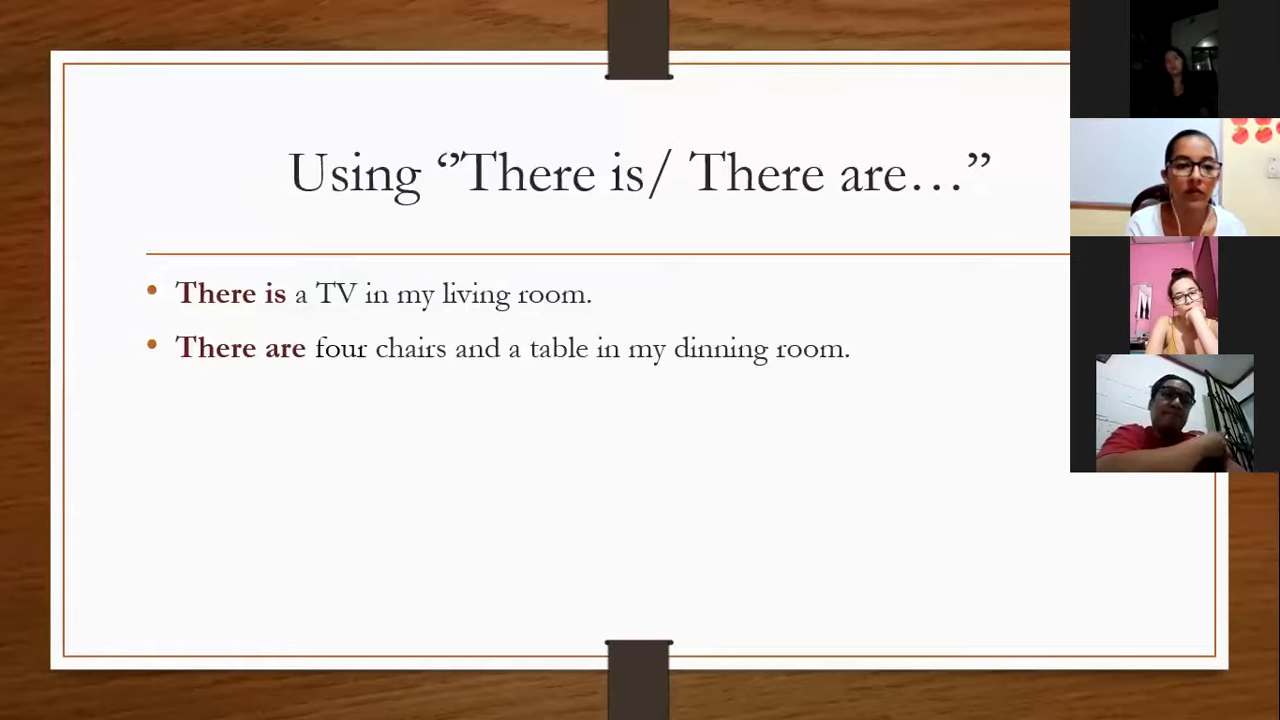 Using “There is/ There are…”
• There is a TV in my living room.
• There are four chairs and a table in my dinning room.